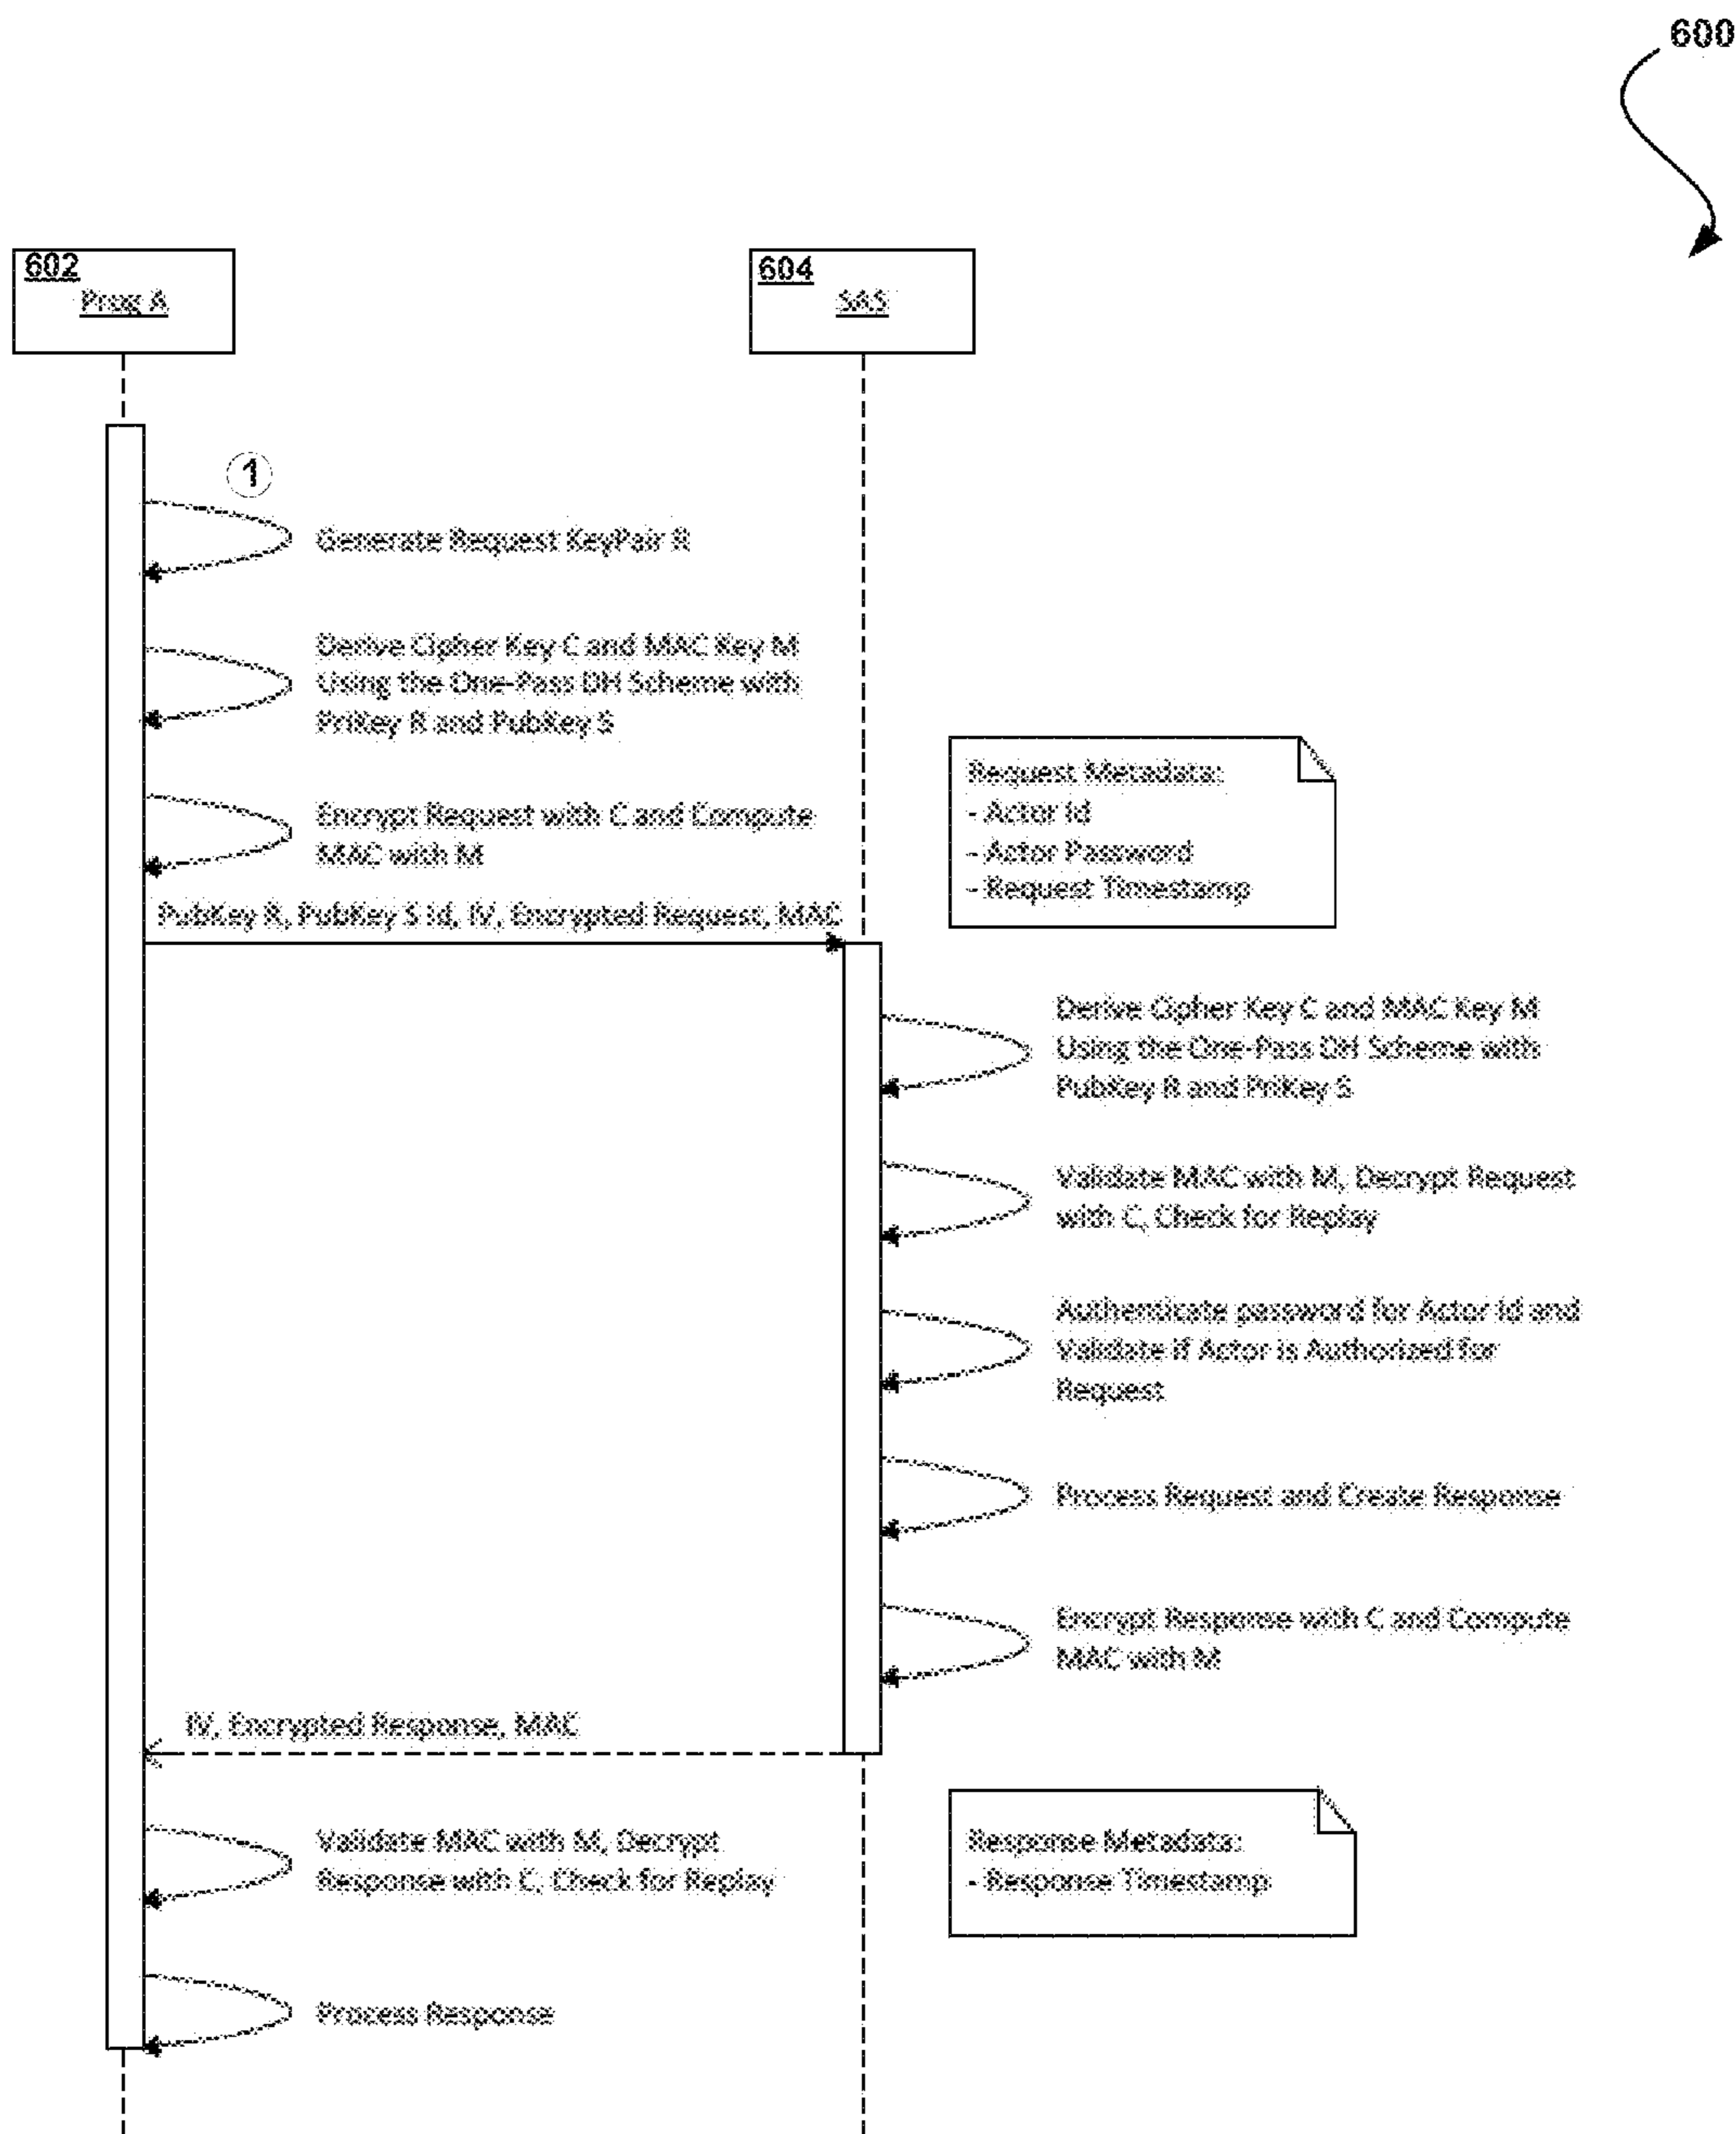 600
602
Prog A
604
SAS
1
Generate Request KeyPair R
Derive Cipher Key C and MAC Key M
Using the One-Pass DH Scheme with
PriKey R and PubKey S
Encrypt Request with C and Compute
MAC with M
Request Metadata:
- Actor Id
- Actor Password
- Request Timestamp
PubKey R, PubKey S Id, IV, Encrypted Request, MAC
Derive Cipher Key C and MAC Key M
Using the One-Pass DH Scheme with
PubKey R and PriKey S
Validate MAC with M, Decrypt Request
with C, Check for Replay
Authenticate password for Actor Id and
Validate if Actor is Authorized for
Request
Process Request and Create Response
Encrypt Response with C and Compute
MAC with M
IV, Encrypted Response, MAC
Response Metadata:
- Response Timestamp
Validate MAC with M, Decrypt
Response with C, Check for Replay
Process Response